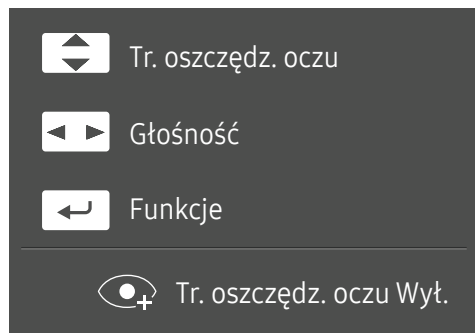 Tr. oszczędz. oczu
Głośność
Funkcje
Tr. oszczędz. oczu Wył.